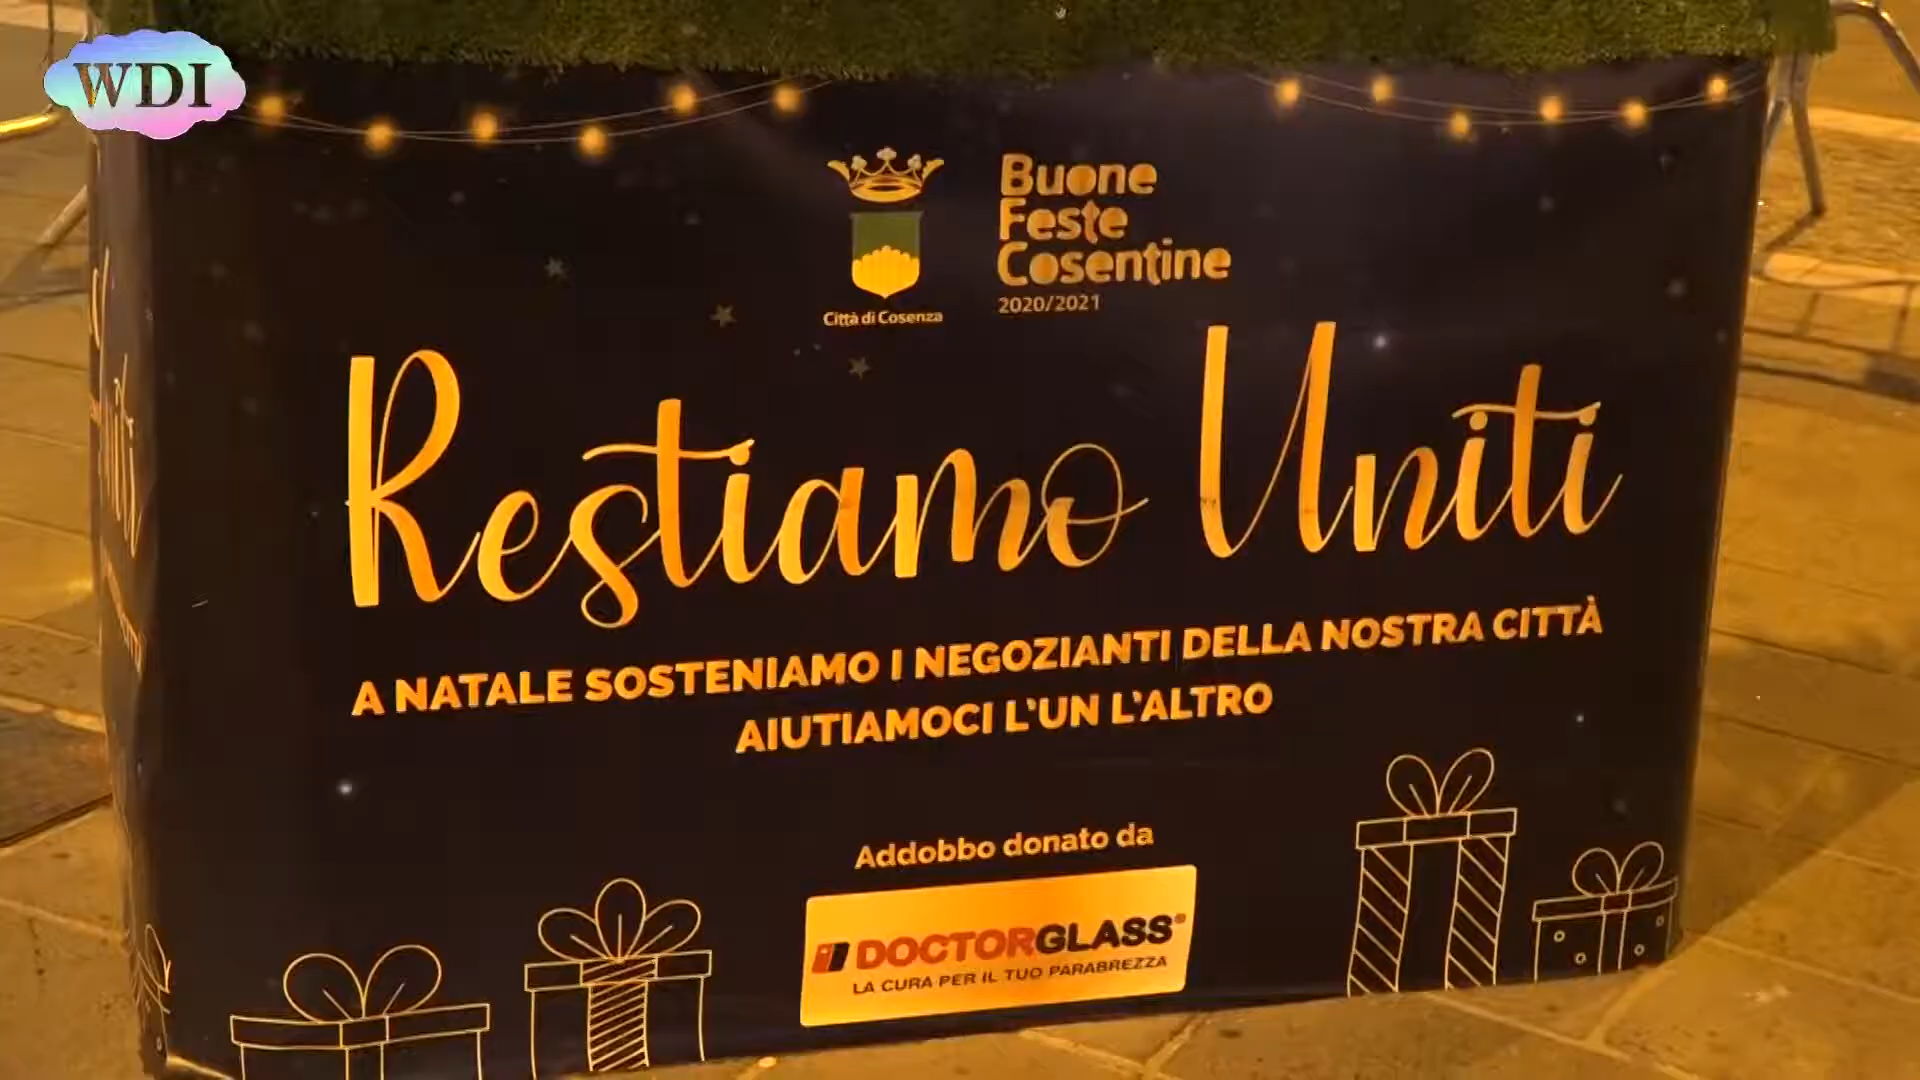 WDI
Buone
Feste
Cosentine
2020/2021
Città di Cosenza
Restiamo Uniti
A NATALE SOSTENIAMO I NEGOZIANTI DELLA NOSTRA CITTÀ
AIUTIAMOCI L'UN L'ALTRO
Addobbo donato da
DOCTORGLASS®
LA CURA PER IL TUO PARABREZZA